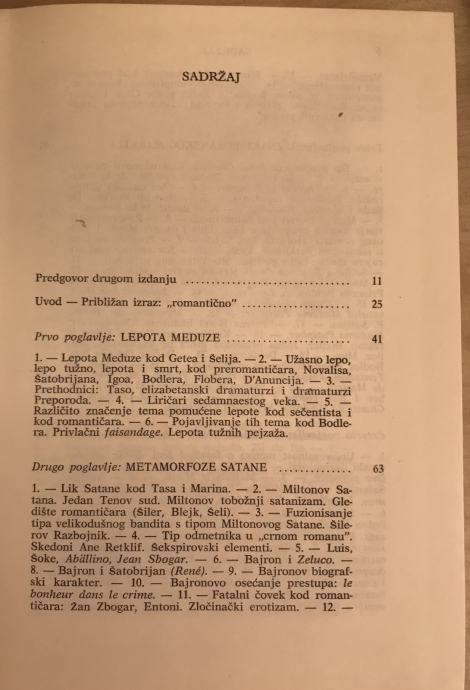 SADRŽAJ
Predgovor drugom izdanju .................................. 11
Uvod — Približan izraz: „romantično” ...................... 25
Prvo poglavlje: LEPOTA MEDUZE ......................... 41
1. — Lepota Meduze kod Getea i Šelija. — 2. — Užasno lepo,
lepo tužno, lepota i smrt, kod preromantičara, Novalisa,
Šatobrijana, Igoa, Bodlera, Flobera, D'Anuncija. — 3. —
Prethodnici: Taso, elizabetanski dramaturzi i dramaturzi
Preporoda. — 4. — Liričari sedamnaestog veka. — 5. —
Različito značenje tema pomućene lepote kod sečentista i
kod romantičara. — 6. — Pojavljivanje tih tema kod Bodle-
ra. Privlačni faisandage. Lepota tužnih pejzaža.
Drugo poglavlje: METAMORFOZE SATANE ............. 63
1. — Lik Satane kod Tasa i Marina. — 2. — Miltonov Sa-
tana. Jedan Tenov sud. Miltonov tobožnji satanizam. Gle-
dište romantičara (Šiler, Blejk, Šeli). — 3. — Fuzionisanje
tipa velikodušnog bandita s tipom Miltonovog Satane. Šile-
rov Razbojnik. — 4. — Tip odmetnika u „crnom romanu”.
Skedoni Ane Retklif. Šekspirovski elementi. — 5. — Luis,
Šoke, Abällino, Jean Sbogar. — 6. — Bajron i Zeluco. —
8. — Bajron i Šatobrijan (René). — 9. — Bajronov biograf-
ski karakter. — 10. — Bajronovo osećanje prestupa: le
bonheur dans le crime. — 11. — Fatalni čovek kod roman-
tičara: Žan Zbogar, Entoni. Zločinački erotizam. — 12. —